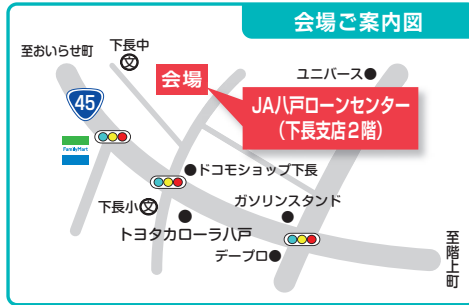 会場ご案内図
至おいらせ町
下長中
文
会場
ユニバース
45
JA八戸ローンセンター
(下長支店2階)
FamilyMart
ドコモショップ下長
下長小文
ガソリンスタンド
トヨタカローラ八戸
デープロ
至階上町